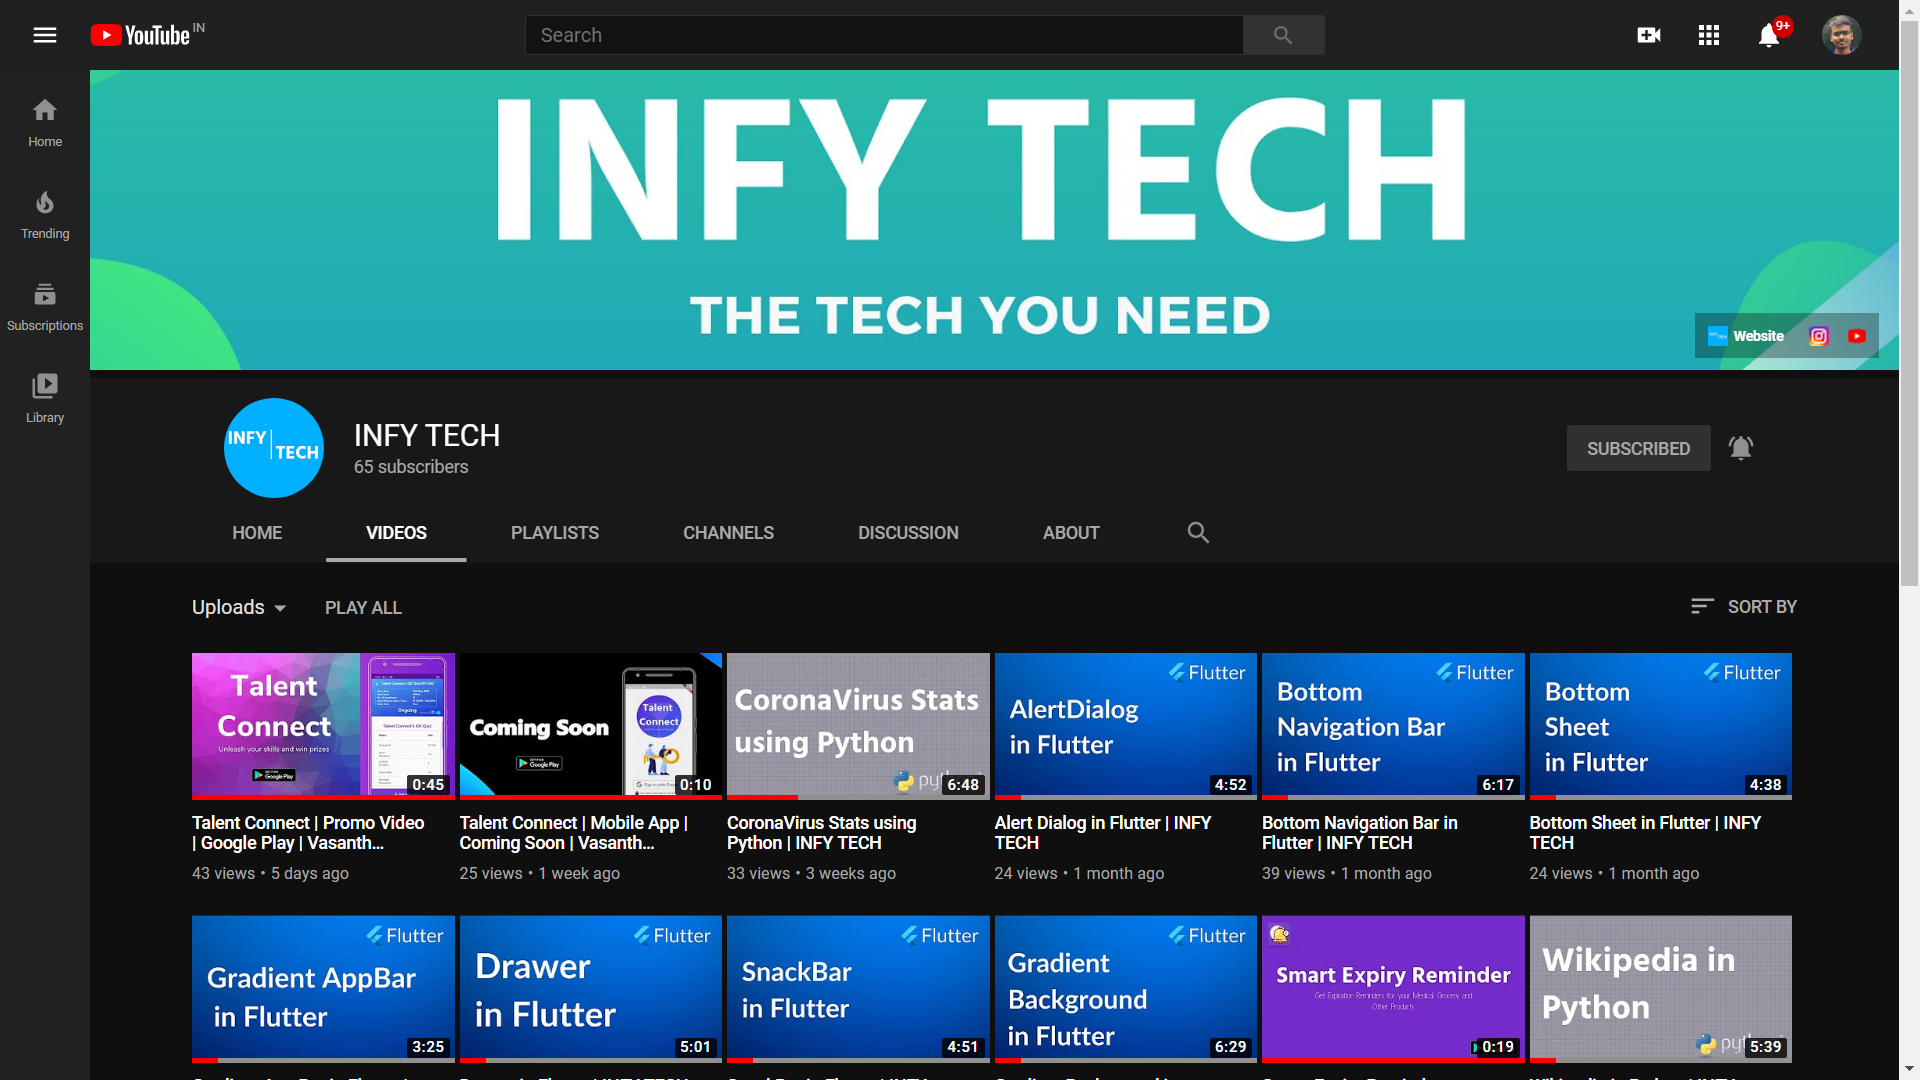 YouTube IN
Search
9+
Home
Trending
Subscriptions
Library
INFY TECH
THE TECH YOU NEED
Website
INFY TECH
INFY TECH
65 subscribers
SUBSCRIBED
HOME VIDEOS PLAYLISTS CHANNELS DISCUSSION ABOUT
Uploads PLAY ALL SORT BY
Talent
Connect
Unleash your skills and win prizes
Google Play
0:45
Coming Soon
Google Play
Talent
Connect
0:10
CoronaVirus Stats
using Python
6:48
Flutter
AlertDialog
in Flutter
4:52
Flutter
Bottom
Navigation Bar
in Flutter
6:17
Flutter
Bottom
Sheet
in Flutter
4:38
Talent Connect | Promo Video
| Google Play | Vasanth...
43 views • 5 days ago
Talent Connect | Mobile App |
Coming Soon | Vasanth...
25 views • 1 week ago
CoronaVirus Stats using
Python | INFY TECH
33 views • 3 weeks ago
Alert Dialog in Flutter | INFY
TECH
24 views • 1 month ago
Bottom Navigation Bar in
Flutter | INFY TECH
39 views • 1 month ago
Bottom Sheet in Flutter | INFY
TECH
24 views • 1 month ago
Flutter
Gradient AppBar
in Flutter
3:25
Flutter
Drawer
in Flutter
5:01
Flutter
SnackBar
in Flutter
4:51
Flutter
Gradient
Background
in Flutter
6:29
Smart Expiry Reminder
Get Expiration Reminders for your Medical, Grocery and
Other Products
0:19
Wikipedia in
Python
5:39